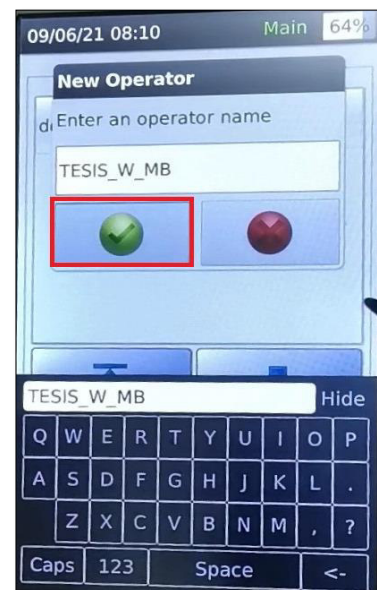 09/06/21 08:10 Main 64%
New Operator
Enter an operator name
TESIS_W_MB
TESIS_W_MB Hide
Q W E R T Y U I O P
A S D F G H J K L .
Z X C V B N M , ?
Caps 123 Space <-